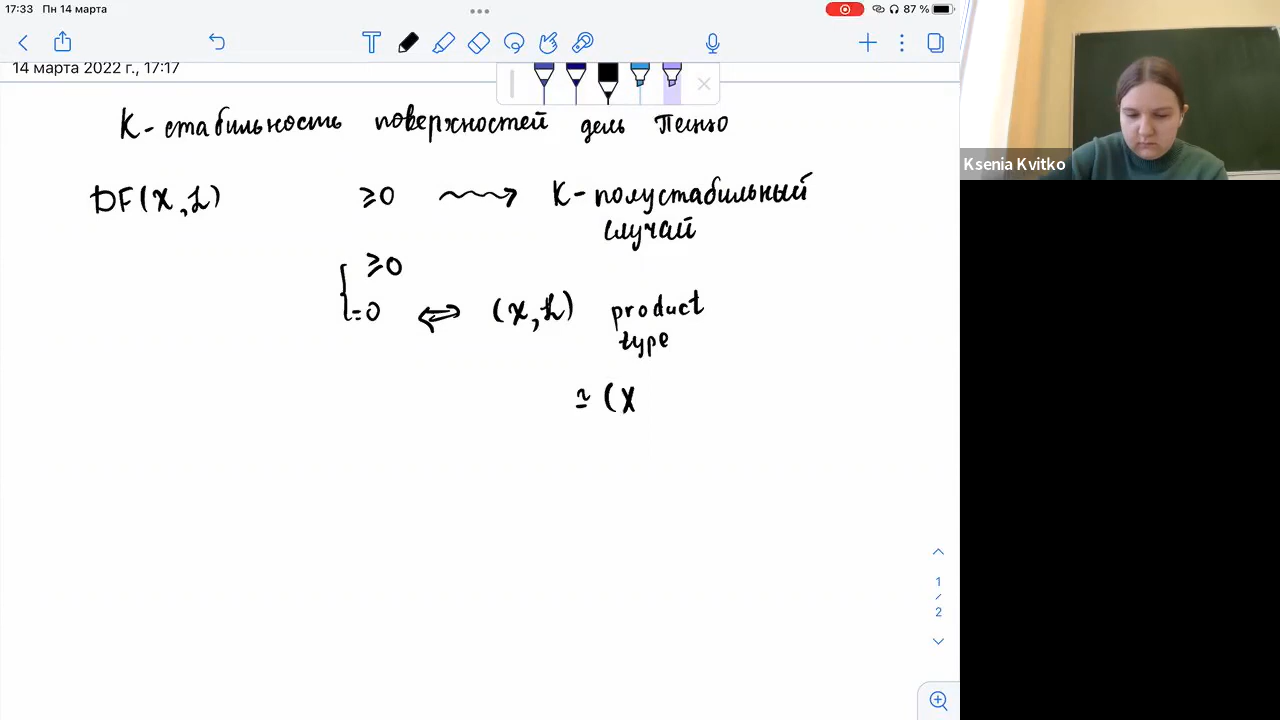 17:33 Пн 14 марта
87 %
14 марта 2022 г., 17:17
К-стабильность поверхностей дель Пеццо
Ksenia Kvitko
DF(X, L) ≥0 ⟿ К-полустабильный
случай
≥0
=0 ⟺ (X, L) product
type
≃ (X
1
/
2